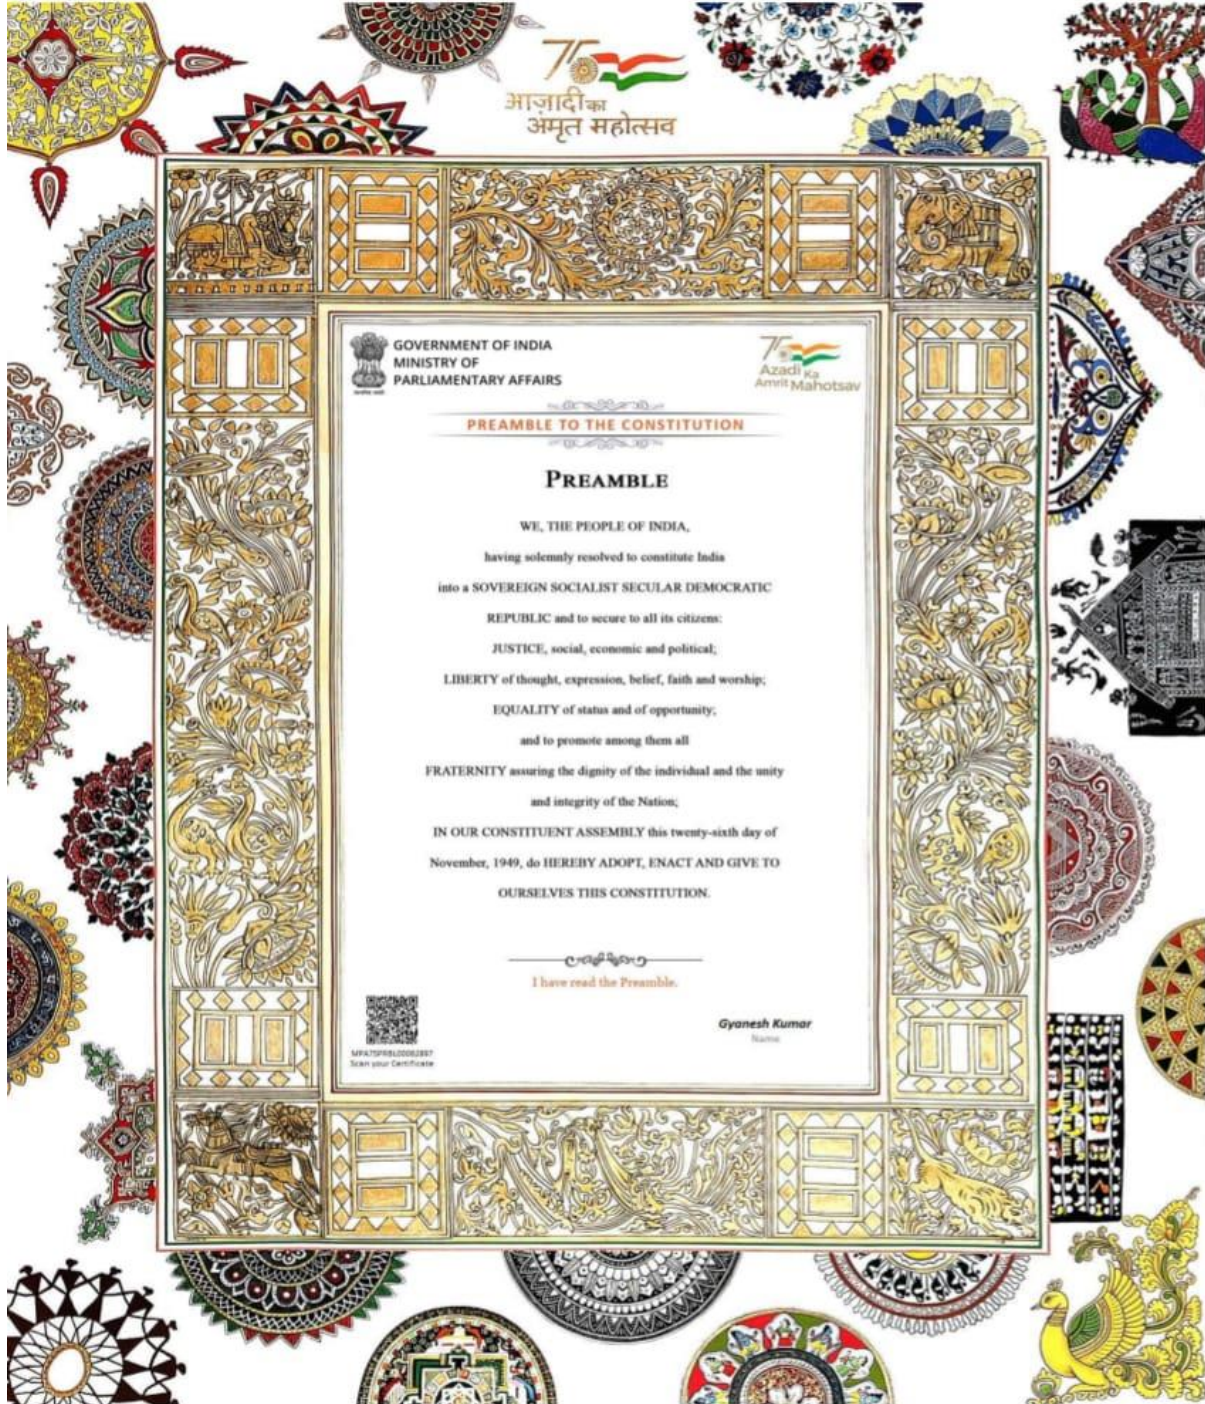 आज़ादी का
अमृत महोत्सव
GOVERNMENT OF INDIA
MINISTRY OF
PARLIAMENTARY AFFAIRS
75
Azadi Ka
Amrit Mahotsav
PREAMBLE TO THE CONSTITUTION
PREAMBLE
WE, THE PEOPLE OF INDIA,
having solemnly resolved to constitute India
into a SOVEREIGN SOCIALIST SECULAR DEMOCRATIC
REPUBLIC and to secure to all its citizens:
JUSTICE, social, economic and political;
LIBERTY of thought, expression, belief, faith and worship;
EQUALITY of status and of opportunity;
and to promote among them all
FRATERNITY assuring the dignity of the individual and the unity
and integrity of the Nation;
IN OUR CONSTITUENT ASSEMBLY this twenty-sixth day of
November, 1949, do HEREBY ADOPT, ENACT AND GIVE TO
OURSELVES THIS CONSTITUTION.
I have read the Preamble.
Gyanesh Kumar
Name
Scan your Certificate